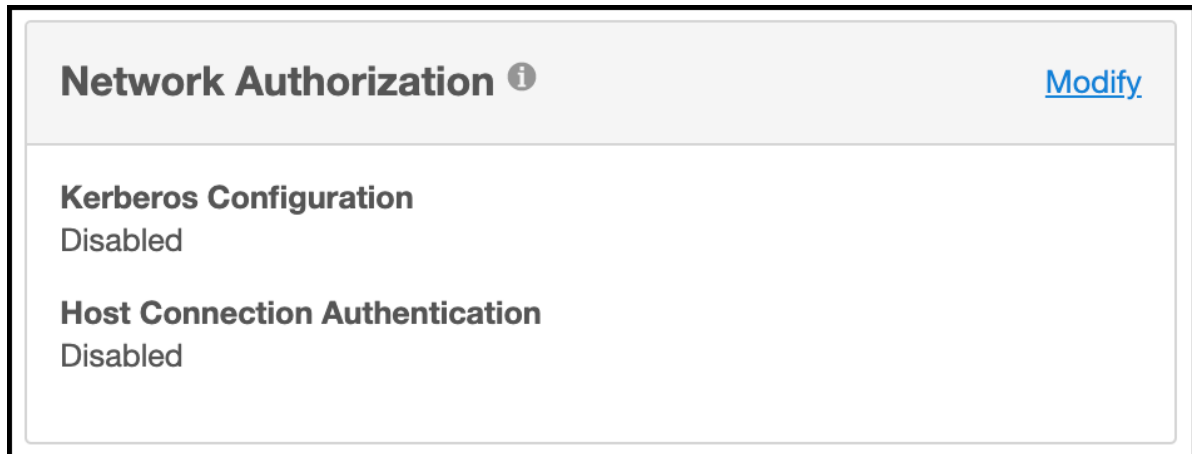 Network Authorization
Modify
Kerberos Configuration
Disabled
Host Connection Authentication
Disabled